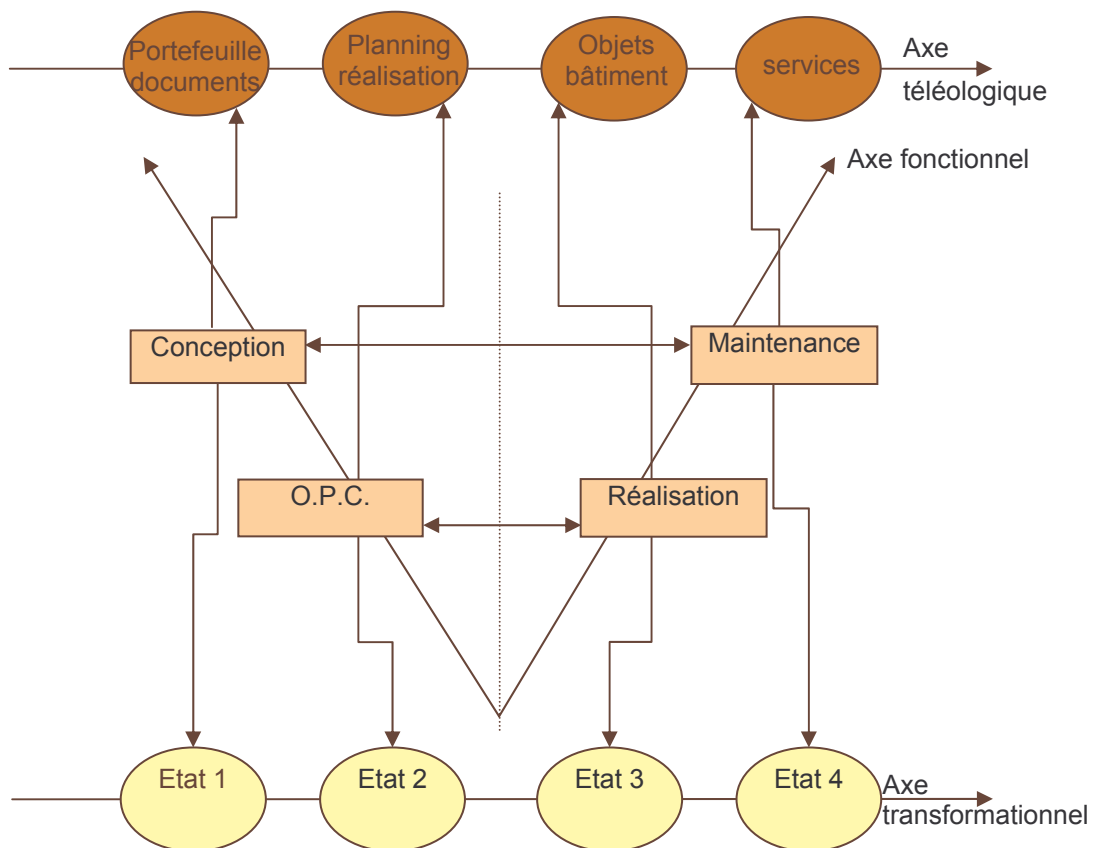 Portefeuille
documents
Planning
réalisation
Objets
bâtiment
services
Axe
téléologique
Axe fonctionnel
Conception
Maintenance
O.P.C.
Réalisation
Etat 1
Etat 2
Etat 3
Etat 4
Axe
transformationnel